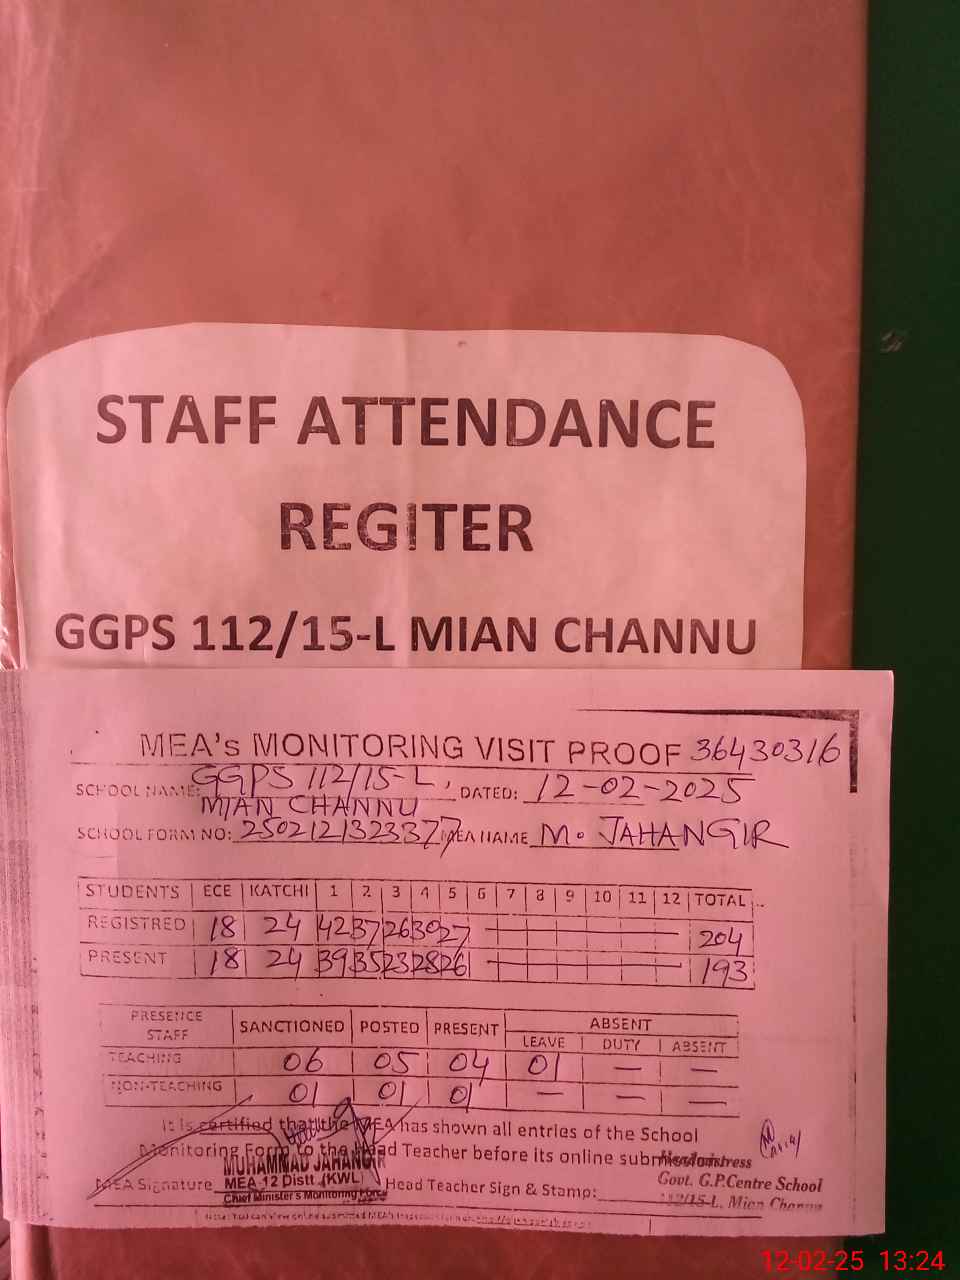 STAFF ATTENDANCE
REGITER
GGPS 112/15-L MIAN CHANNU
MEA's MONITORING VISIT PROOF 36430316
SCHOOL NAME: GGPS 112/15-L, DATED: 12-02-2025
MIAN CHANNU
SCHOOL FORM NO: 2502121323377 MEA NAME M. JAHANGIR
STUDENTS ECE KATCHI 1 2 3 4 5 6 7 8 9 10 11 12 TOTAL
REGISTRED 18 24 42 37 26 30 27 204
PRESENT 18 24 39 35 23 28 26 193
PRESENCE STAFF SANCTIONED POSTED PRESENT ABSENT
LEAVE DUTY ABSENT
TEACHING 06 05 04 01 — —
NON-TEACHING 01 01 01 — — —
It is certified that the MEA has shown all entries of the School
Monitoring Form to the Head Teacher before its online submission
MUHAMMAD JAHANGIR
MEA Signature MEA 12 Distt. (KWL) Head Teacher Sign & Stamp:
Chief Minister's Monitoring Force
Headmistress
Govt. G.P.Centre School
112/15-L, Mian Channu
12-02-25 13:24